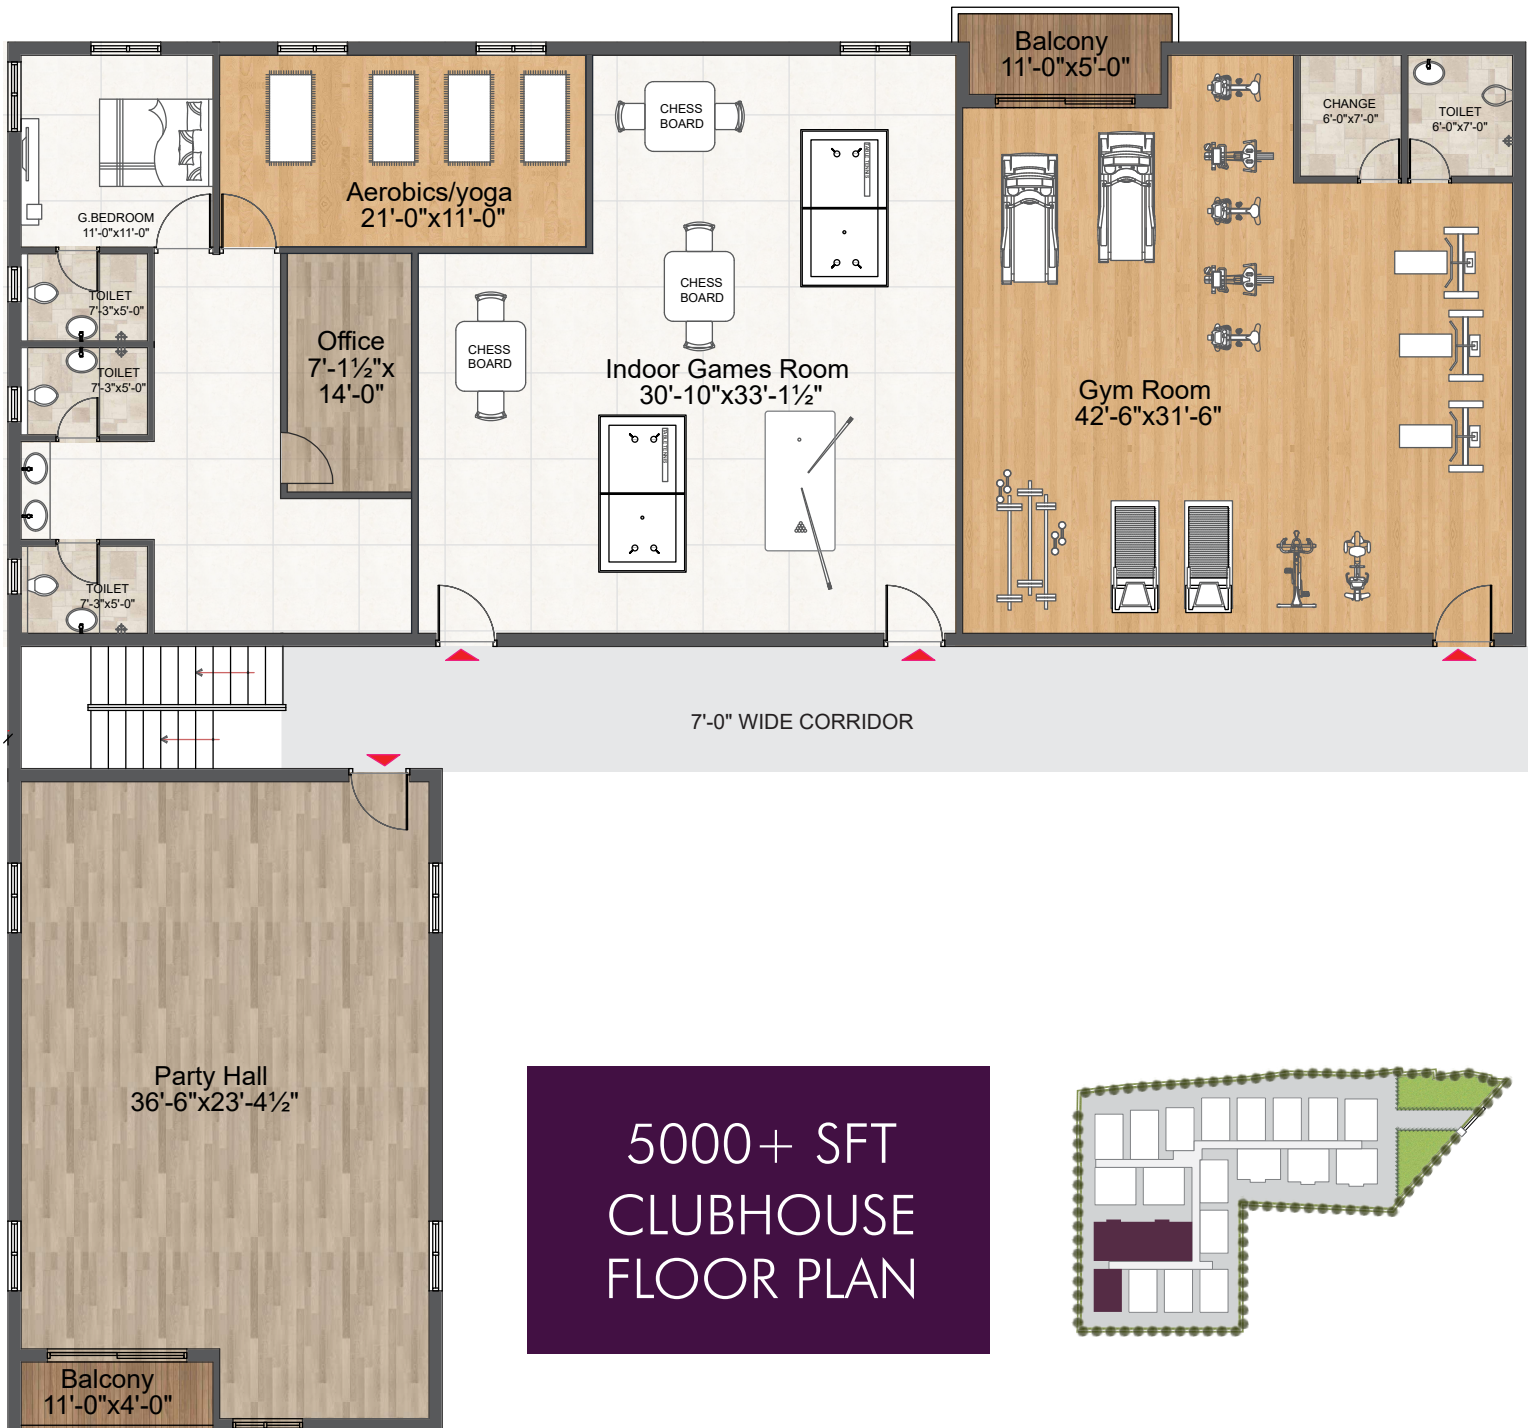 Balcony
11'-0"x5'-0"
CHESS
BOARD
CHANGE
6'-0"x7'-0"
TOILET
6'-0"x7'-0"
Aerobics/yoga
21'-0"x11'-0"
G.BEDROOM
11'-0"x11'-0"
TOILET
7'-3"x5'-0"
CHESS
BOARD
Office
7'-1½"x
14'-0"
CHESS
BOARD
TOILET
7'-3"x5'-0"
Indoor Games Room
30'-10"x33'-1½"
Gym Room
42'-6"x31'-6"
TOILET
7'-3"x5'-0"
7'-0" WIDE CORRIDOR
Party Hall
36'-6"x23'-4½"
5000+ SFT
CLUBHOUSE
FLOOR PLAN
Balcony
11'-0"x4'-0"